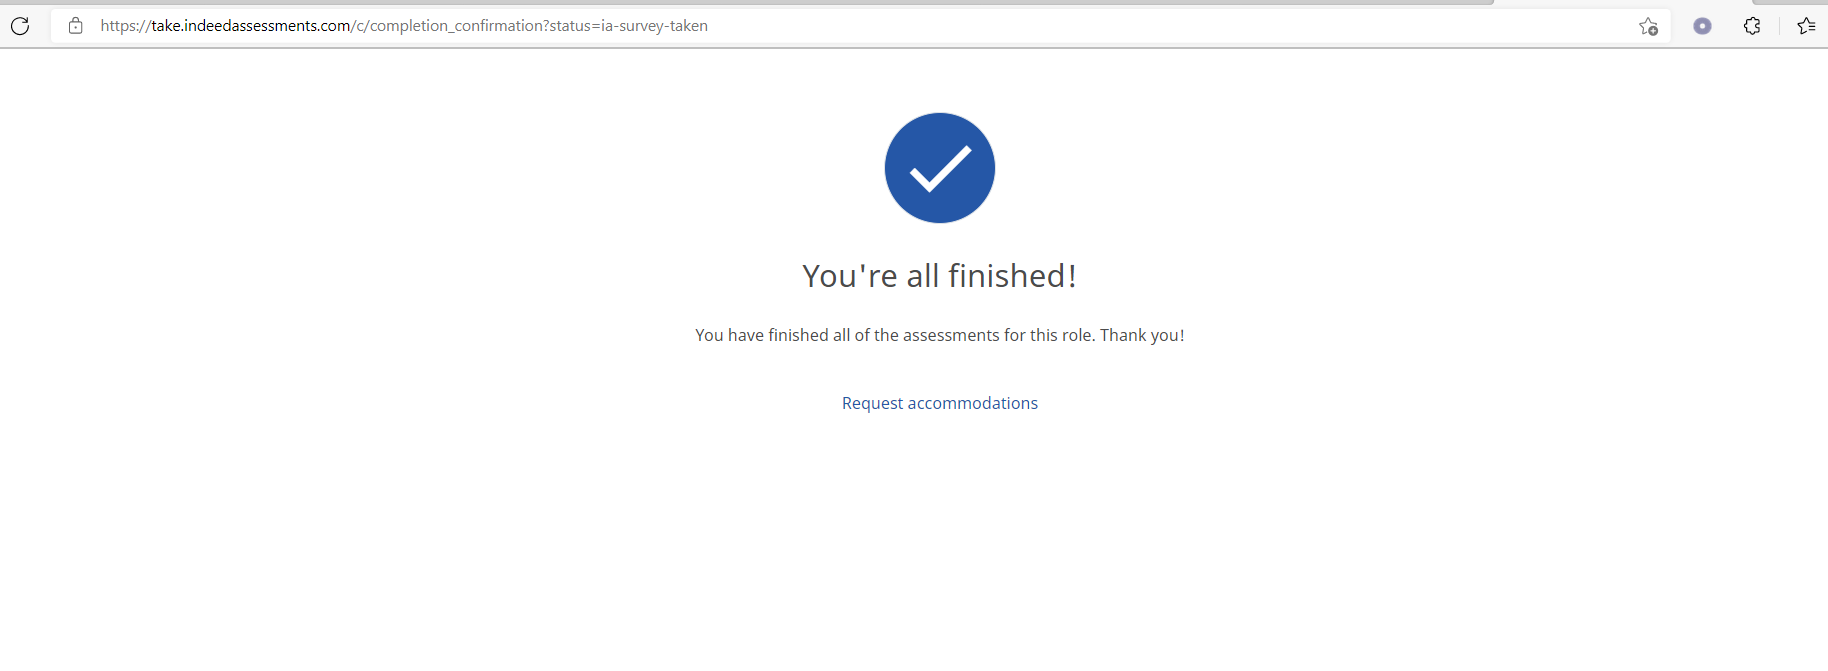 https://take.indeedassessments.com/c/completion_confirmation?status=ia-survey-taken
You're all finished!
You have finished all of the assessments for this role. Thank you!
Request accommodations